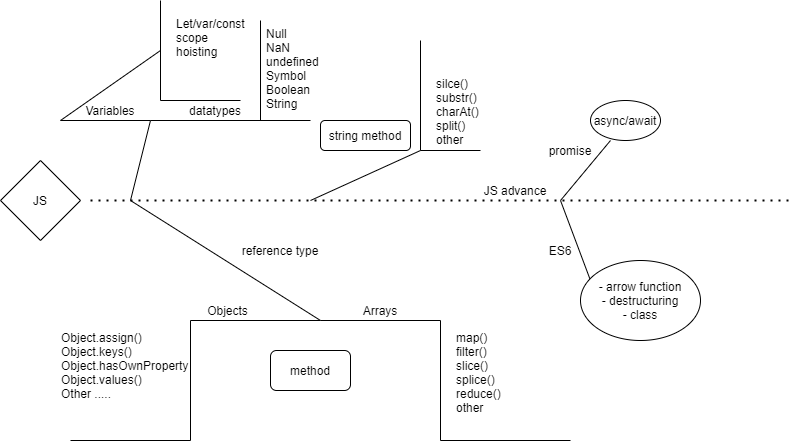 Let/var/const
scope
hoisting
Null
NaN
undefined
Symbol
Boolean
String
Variables
datatypes
string method
silce()
substr()
charAt()
split()
other
async/await
promise
JS
JS advance
reference type
ES6
- arrow function
- destructuring
- class
Objects
Arrays
Object.assign()
Object.keys()
Object.hasOwnProperty
Object.values()
Other .....
method
map()
filter()
slice()
splice()
reduce()
other